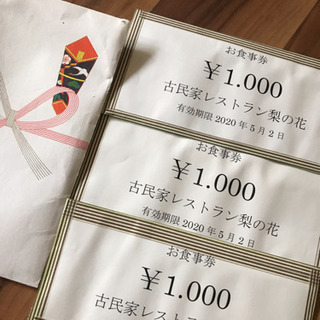 お食事券
￥1.000
古民家レストラン梨の花
有効期限 2020 年 5 月 2 日
お食事券
￥1.000
古民家レストラン梨の花
有効期限 2020 年 5 月 2 日
お食事券
￥1.000
古民家レストラン梨の花